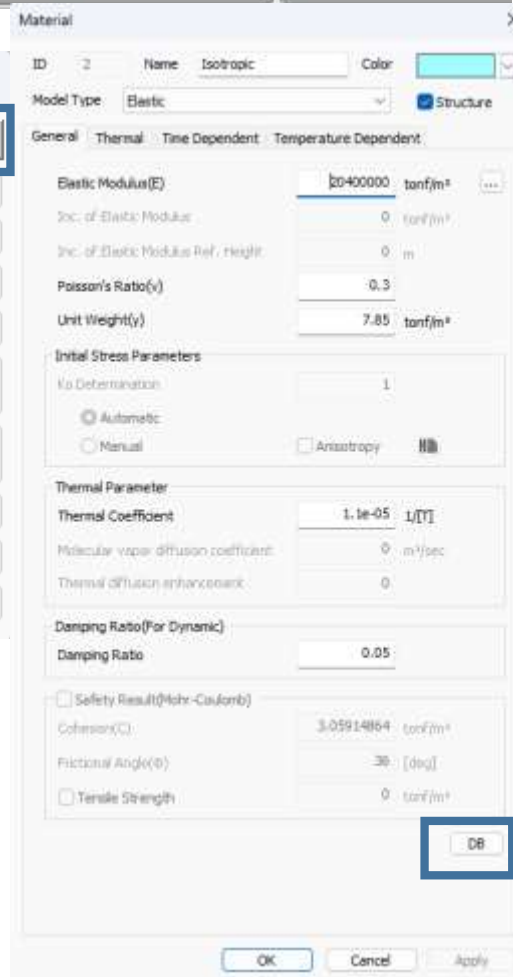 Material
ID 2 Name Isotropic Color
Model Type Elastic Structure
General Thermal Time Dependent Temperature Dependent
Elastic Modulus(E) 20400000 tonf/m² ...
Inc. of Elastic Modulus 0 tonf/m³
Inc. of Elastic Modulus Ref. Height 0 m
Poisson's Ratio(ν) 0.3
Unit Weight(γ) 7.85 tonf/m³
Initial Stress Parameters
Ko Determination 1
Automatic
Manual Anisotropy
Thermal Parameter
Thermal Coefficient 1.1e-05 1/[T]
Molecular vapor diffusion coefficient 0 m²/sec
Thermal diffusion enhancement 0
Damping Ratio(For Dynamic)
Damping Ratio 0.05
Safety Result(Mohr-Coulomb)
Cohesion(C) 3.05914864 tonf/m²
Frictional Angle(Φ) [deg]
Tensile Strength 0 tonf/m²
DB
OK Cancel Apply